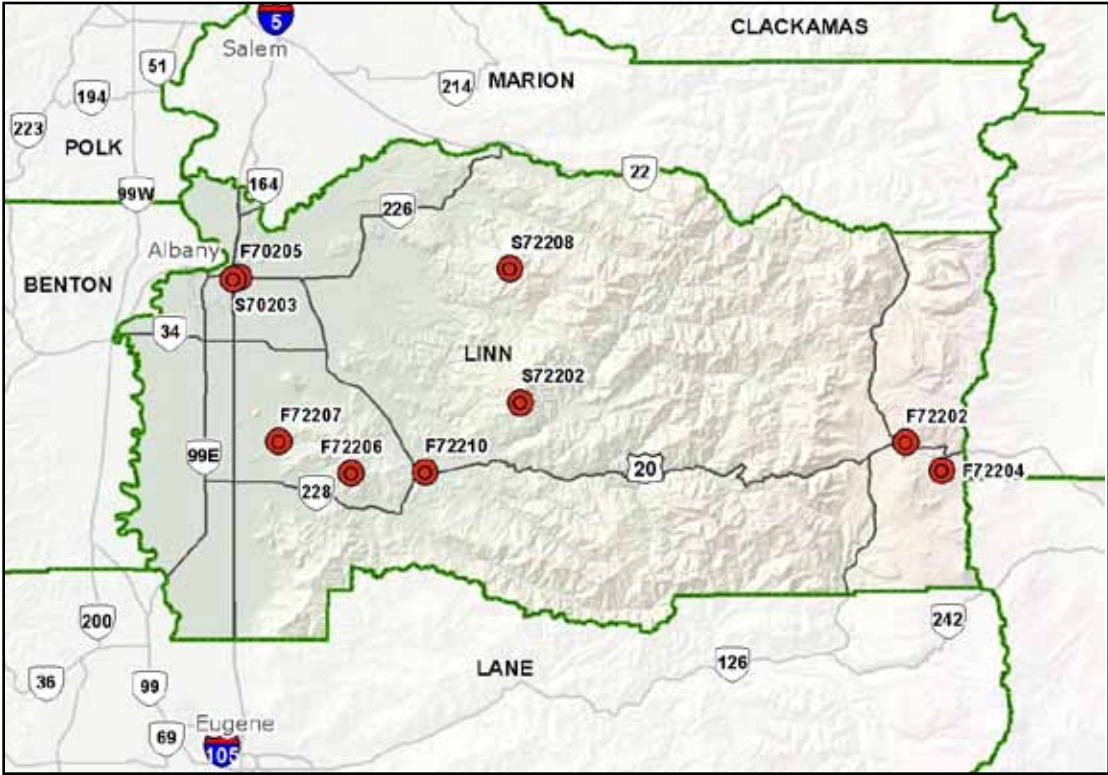 5
CLACKAMAS
Salem
51
MARION
214
194
223
POLK
22
164
99W
226
Albany
F70205
S72208
BENTON
S70203
34
LINN
S72202
F72207
F72202
F72206
F72210
99E
20
F72204
228
200
242
LANE
126
36
99
Eugene
69
105